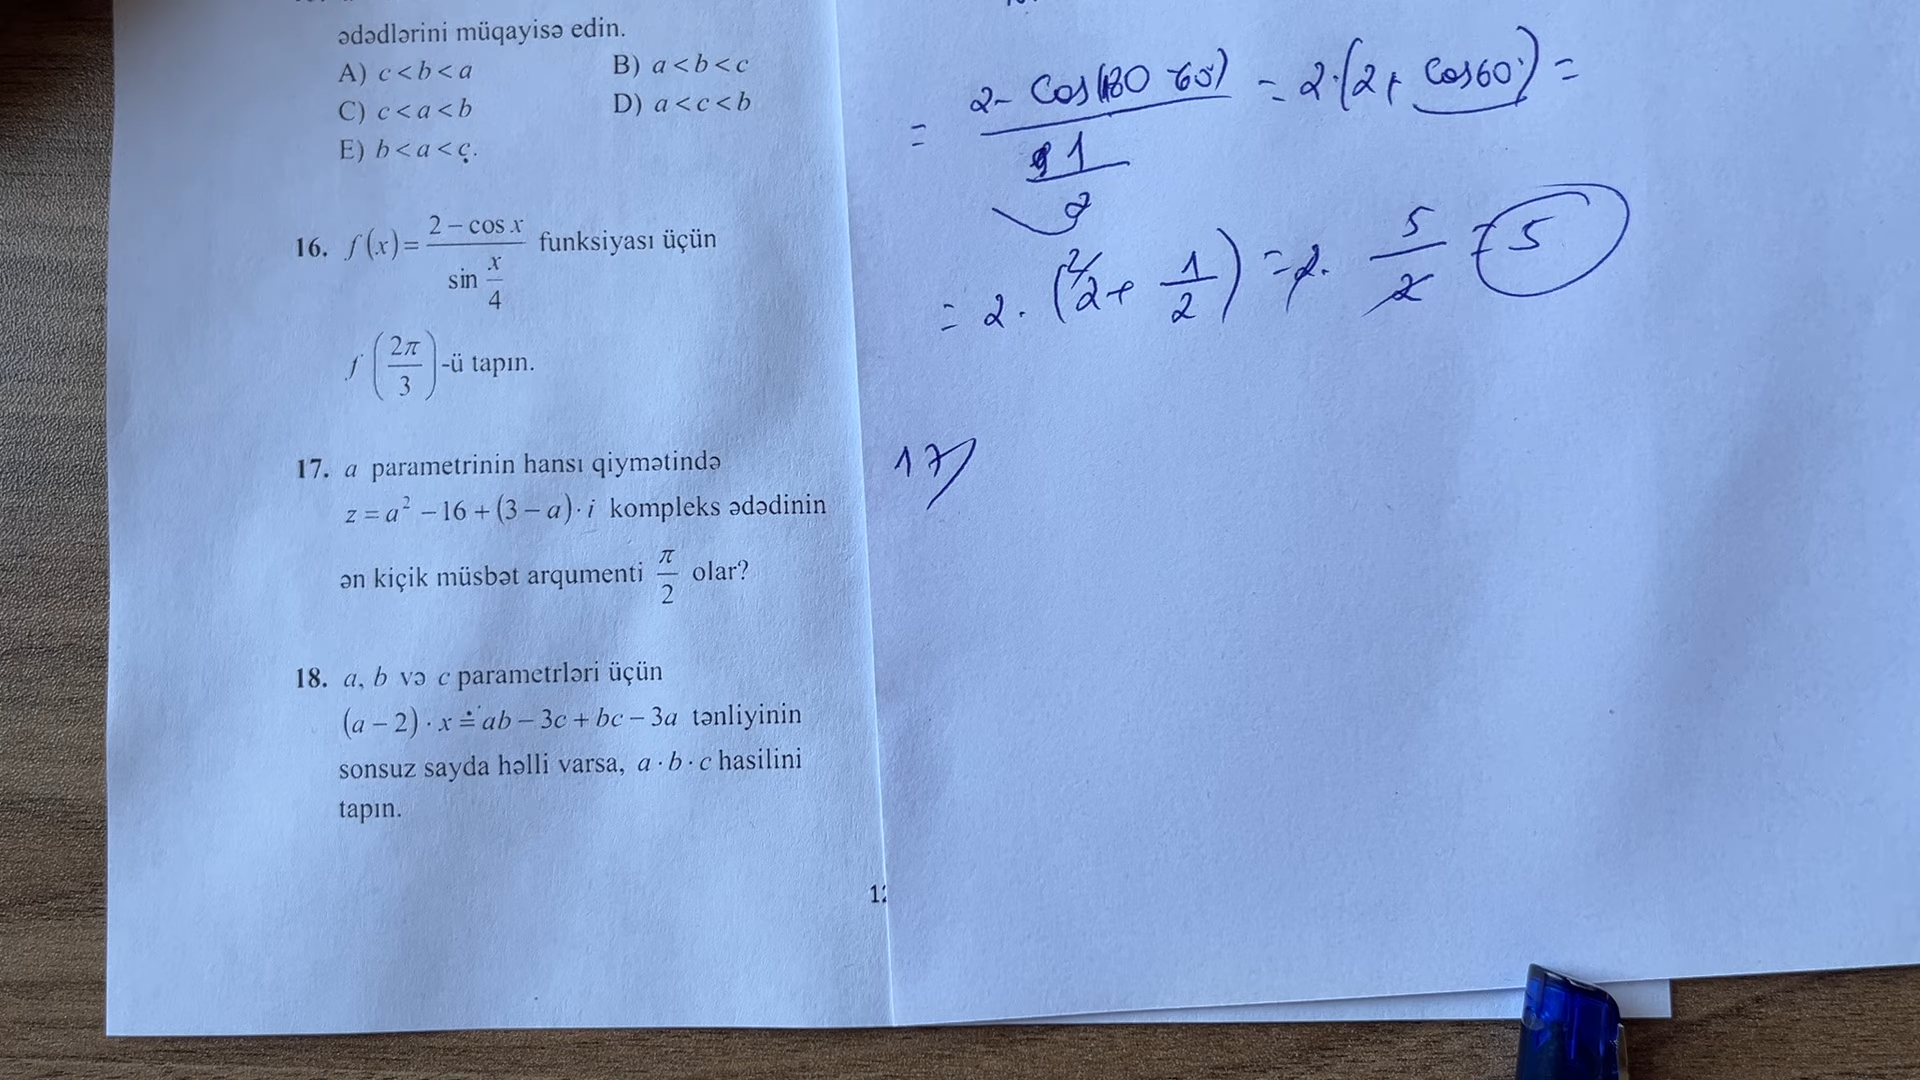 ədədlərini müqayisə edin.
A) c < b < a B) a < b < c
C) c < a < b D) a < c < b
E) b < a < c.
16. f(x) = (2 − cos x) / (sin x/4) funksiyası üçün
f(2π/3)-ü tapın.
17. a parametrinin hansı qiymətində
z = a² − 16 + (3 − a) · i kompleks ədədinin
ən kiçik müsbət arqumenti π/2 olar?
18. a, b və c parametrləri üçün
(a − 2) · x = ab − 3c + bc − 3a tənliyinin
sonsuz sayda həlli varsa, a · b · c hasilini
tapın.
= (2 − Cos(180 − 60°)) / (1/2) = 2·(2 + Cos60°) =
= 2 · (2 + 1/2) = 2 · 5/2 = 5
17)